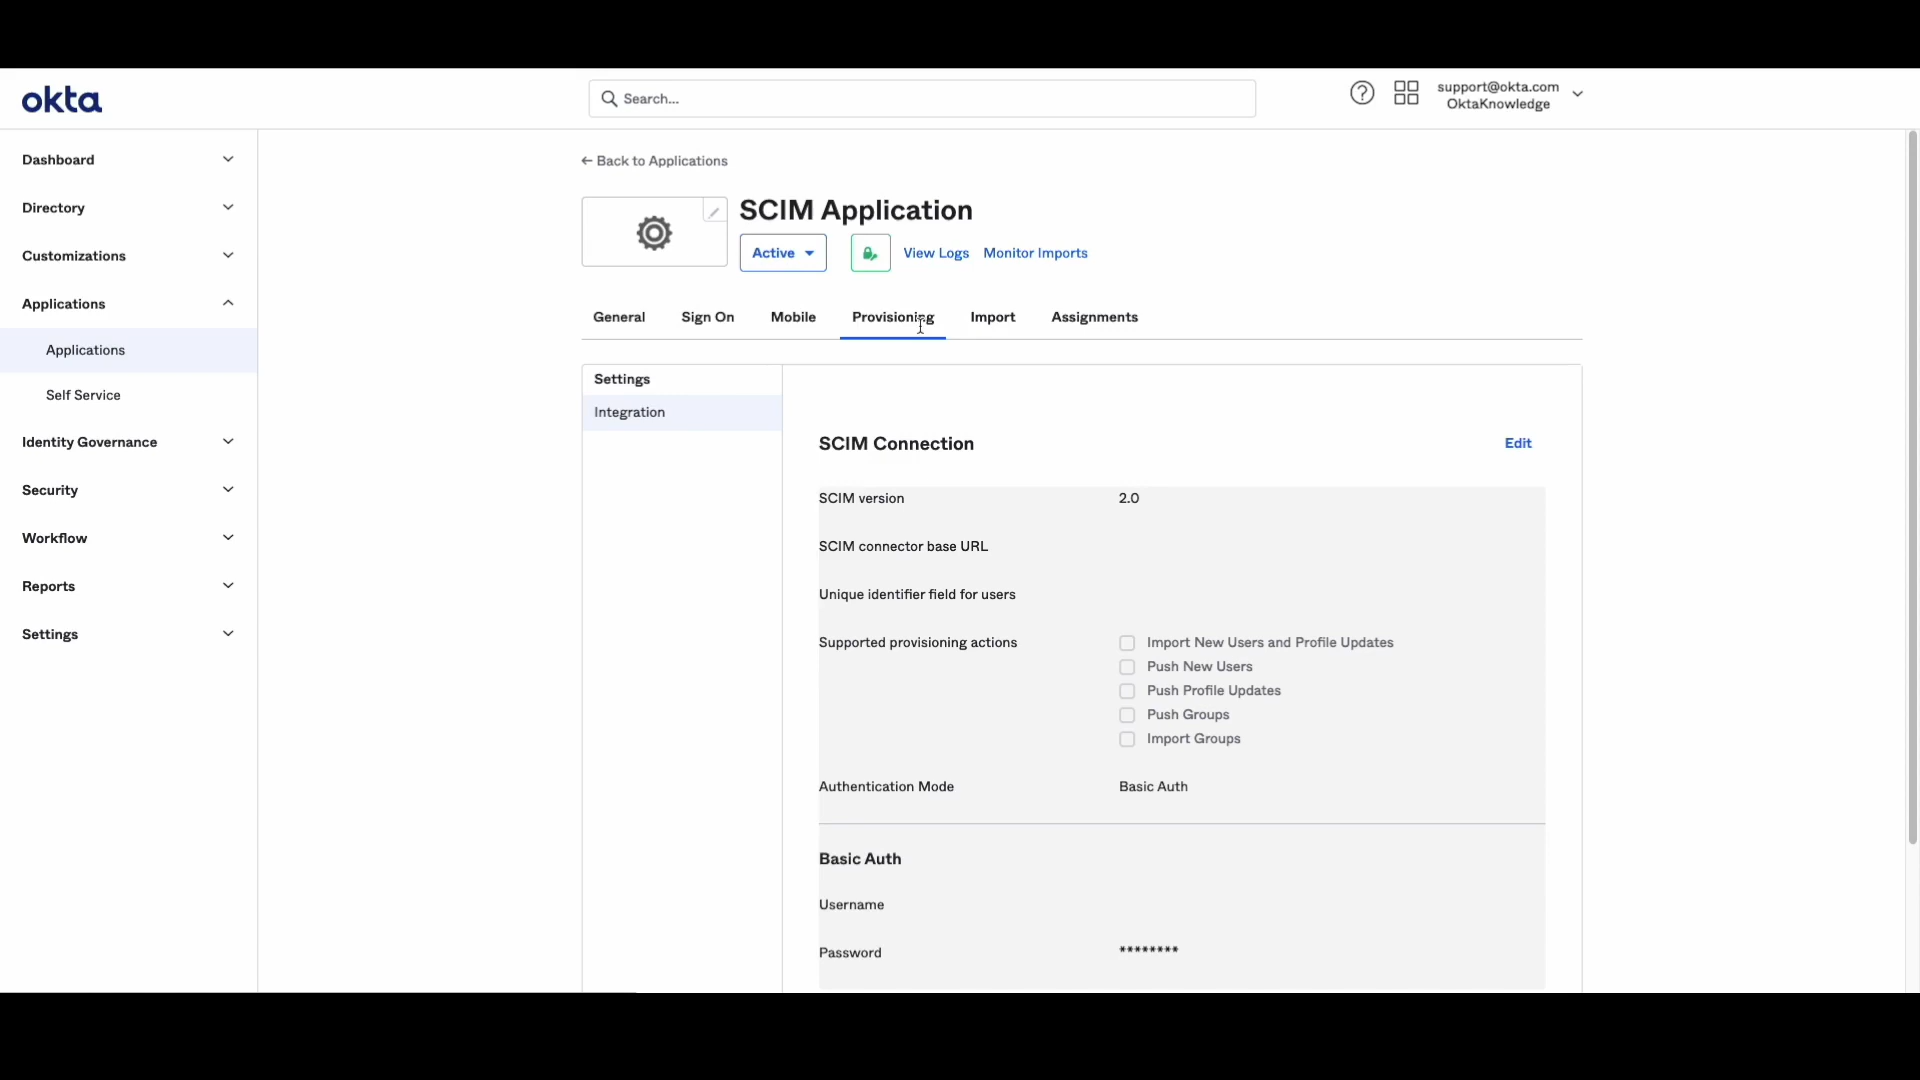 okta
Search...
support@okta.com
OktaKnowledge
Dashboard
Directory
Customizations
Applications
Applications
Self Service
Identity Governance
Security
Workflow
Reports
Settings
← Back to Applications
SCIM Application
Active
View Logs
Monitor Imports
General
Sign On
Mobile
Provisioning
Import
Assignments
Settings
Integration
SCIM Connection
Edit
SCIM version
2.0
SCIM connector base URL
Unique identifier field for users
Supported provisioning actions
Import New Users and Profile Updates
Push New Users
Push Profile Updates
Push Groups
Import Groups
Authentication Mode
Basic Auth
Basic Auth
Username
Password
********